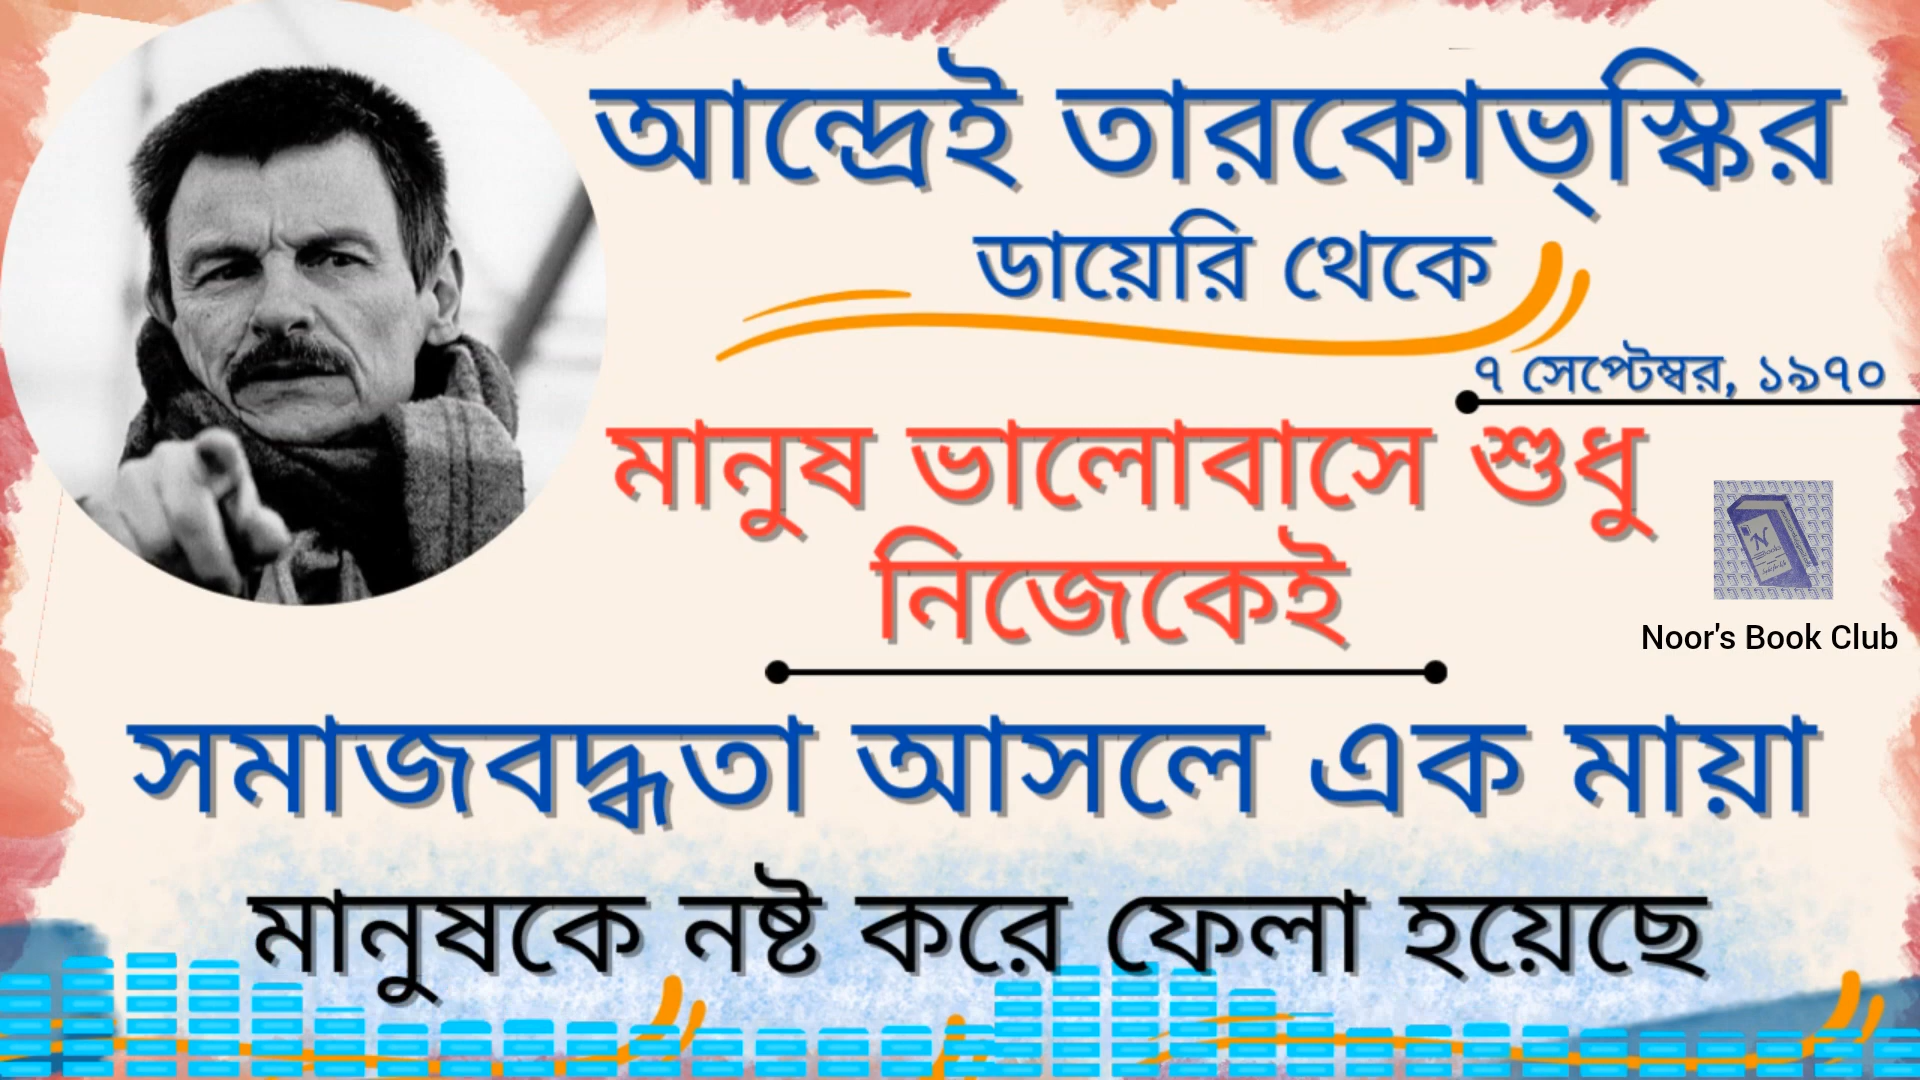 আন্দ্রেই তারকোভ্স্কির
ডায়েরি থেকে
৭ সেপ্টেম্বর, ১৯৭০
মানুষ ভালোবাসে শুধু
নিজেকেই
Noor's Book Club
সমাজবদ্ধতা আসলে এক মায়া
মানুষকে নষ্ট করে ফেলা হয়েছে